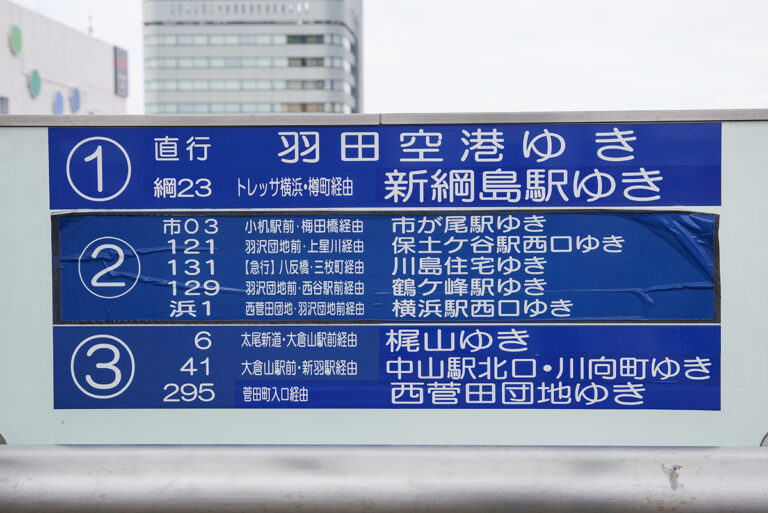 ① 直行 羽田空港ゆき
綱23 トレッサ横浜・樽町経由 新綱島駅ゆき
② 市03 小机駅前・梅田橋経由 市が尾駅ゆき
121 羽沢団地前・上星川経由 保土ケ谷駅西口ゆき
131 【急行】八反橋・三枚町経由 川島住宅ゆき
129 羽沢団地前・西谷駅前経由 鶴ケ峰駅ゆき
浜1 西菅田団地・羽沢団地前経由 横浜駅西口ゆき
③ 6 太尾新道・大倉山駅前経由 梶山ゆき
41 大倉山駅前・新羽駅経由 中山駅北口・川向町ゆき
295 菅田町入口経由 西菅田団地ゆき